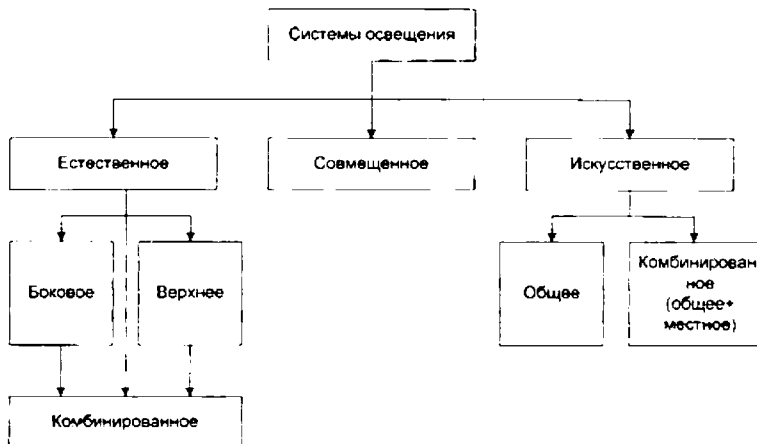 Системы освещения
Естественное
Совмещенное
Искусственное
Боковое
Верхнее
Общее
Комбинирован
ное
(общее+
местное)
Комбинированное